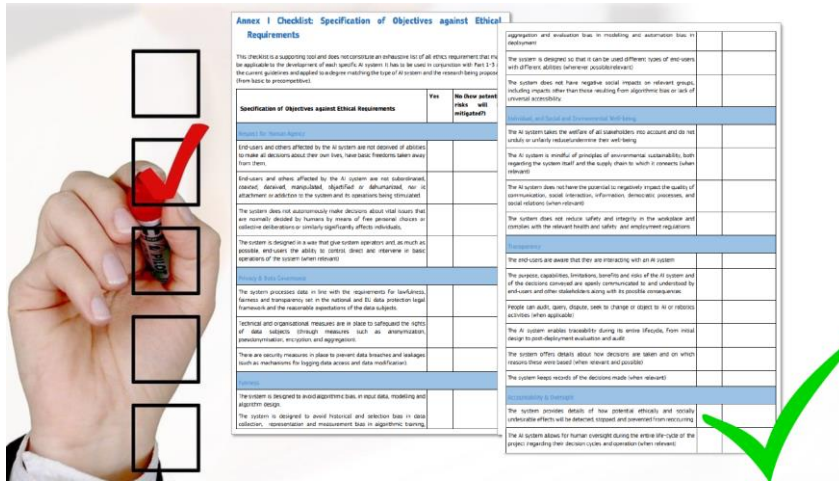 Annex I Checklist: Specification of Objectives against Ethical
Requirements
This checklist is a supporting tool and does not constitute an exhaustive list of all ethics requirement that ma
be applicable to the development of each specific AI system. It has to be used in conjunction with Part 1-3
the current guidelines and applied to a degree matching the type of AI system and the research being propose
(from basic to precompetitive).
Specification of Objectives against Ethical Requirements
Yes
No (how potent
risks will
mitigated?)
Respect for Human Agency
End-users and others affected by the AI system are not deprived of abilities
to make all decisions about their own lives, have basic freedoms taken away
from them.
End-users and others affected by the AI system are not subordinated,
coerced, deceived, manipulated, objectified or dehumanized, nor is
attachment or addiction to the system and its operations being stimulated.
The system does not autonomously make decisions about vital issues that
are normally decided by humans by means of free personal choices or
collective deliberations or similarly significantly affects individuals.
The system is designed in a way that give system operators and, as much as
possible, end-users the ability to control, direct and intervene in basic
operations of the system (when relevant)
Privacy & Data Governance
The system processes data in line with the requirements for lawfulness,
fairness and transparency set in the national and EU data protection legal
framework and the reasonable expectations of the data subjects.
Technical and organisational measures are in place to safeguard the rights
of data subjects (through measures such as anonymization,
pseudonymisation, encryption, and aggregation).
There are security measures in place to prevent data breaches and leakages
(such as mechanisms for logging data access and data modification).
Fairness
The system is designed to avoid algorithmic bias, in input data, modelling and
algorithm design.
The system is designed to avoid historical and selection bias in data
collection, representation and measurement bias in algorithmic training,
aggregation and evaluation bias in modelling and automation bias in
deployment
The system is designed so that it can be used by different types of end-users
with different abilities (whenever possible/relevant)
The system does not have negative social impacts on relevant groups,
including impacts other than those resulting from algorithmic bias or lack of
universal accessibility.
Individual, and Social and Environmental Well-being
The AI system takes the welfare of all stakeholders into account and do not
unduly or unfairly reduce/undermine their well-being
The AI system is mindful of principles of environmental sustainability, both
regarding the system itself and the supply chain to which it connects (when
relevant)
The AI system does not have the potential to negatively impact the quality of
communication, social interaction, information, democratic processes, and
social relations (when relevant)
The system does not reduce safety and integrity in the workplace and
complies with the relevant health and safety and employment regulations
Transparency
The end-users are aware that they are interacting with an AI system
The purpose, capabilities, limitations, benefits and risks of the AI system and
of the decisions conveyed are openly communicated to and understood by
end-users and other stakeholders along with its possible consequences
People can audit, query, dispute, seek to change or object to AI or robotics
activities (when applicable)
The AI system enables traceability during its entire lifecycle, from initial
design to post-deployment evaluation and audit
The system offers details about how decisions are taken and on which
reasons these were based (when relevant and possible)
The system keeps records of the decisions made (when relevant)
Accountability & Oversight
The system provides details of how potential ethically and socially
undesirable effects will be detected, stopped, and prevented from reoccurring
The AI system allows for human oversight during the entire life-cycle of the
project /regarding their decision cycles and operation (when relevant)